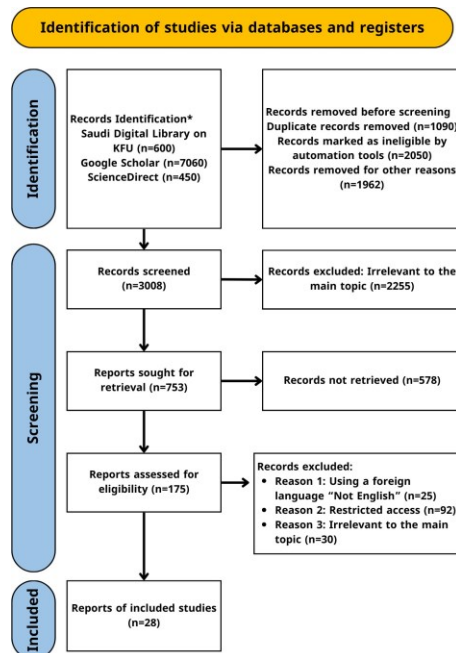 Identification of studies via databases and registers
Identification
Records Identification*
Saudi Digital Library on
KFU (n=600)
Google Scholar (n=7060)
ScienceDirect (n=450)
Records removed before screening
Duplicate records removed (n=1090)
Records marked as ineligible by
automation tools (n=2050)
Records removed for other reasons
(n=1962)
Screening
Records screened
(n=3008)
Records excluded: Irrelevant to the
main topic (n=2255)
Reports sought for
retrieval (n=753)
Records not retrieved (n=578)
Reports assessed for
eligibility (n=175)
Records excluded:
• Reason 1: Using a foreign
language “Not English” (n=25)
• Reason 2: Restricted access (n=92)
• Reason 3: Irrelevant to the main
topic (n=30)
Included
Reports of included studies
(n=28)